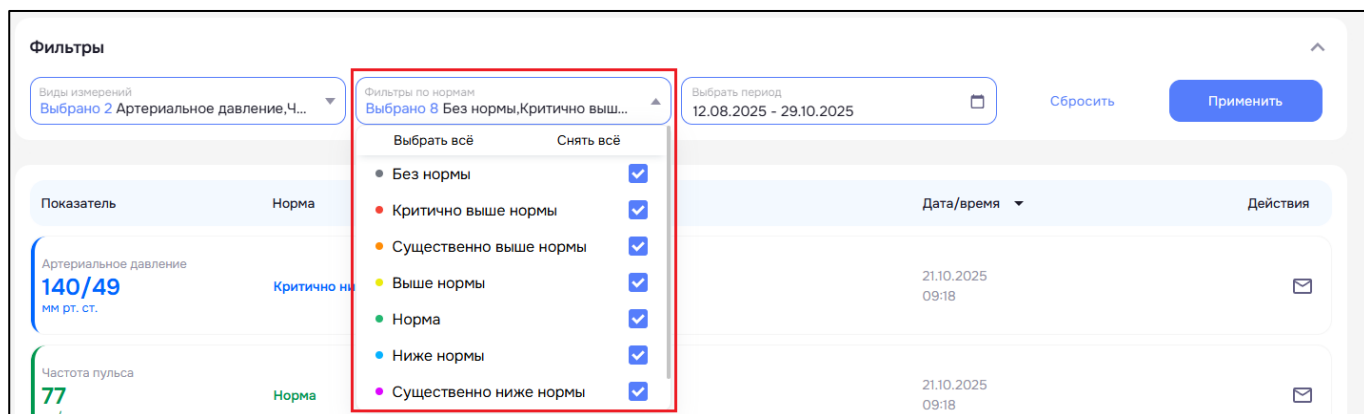 Фильтры
Виды измерений
Выбрано 2 Артериальное давление,Ч...
Фильтры по нормам
Выбрано 8 Без нормы,Критично выш...
Выбрать период
12.08.2025 - 29.10.2025
Сбросить
Применить
Выбрать всё
Снять всё
Без нормы
Критично выше нормы
Существенно выше нормы
Выше нормы
Норма
Ниже нормы
Существенно ниже нормы
Показатель
Норма
Дата/время
Действия
Артериальное давление
140/49
мм рт. ст.
Критично ни
21.10.2025
09:18
Частота пульса
77
Норма
21.10.2025
09:18